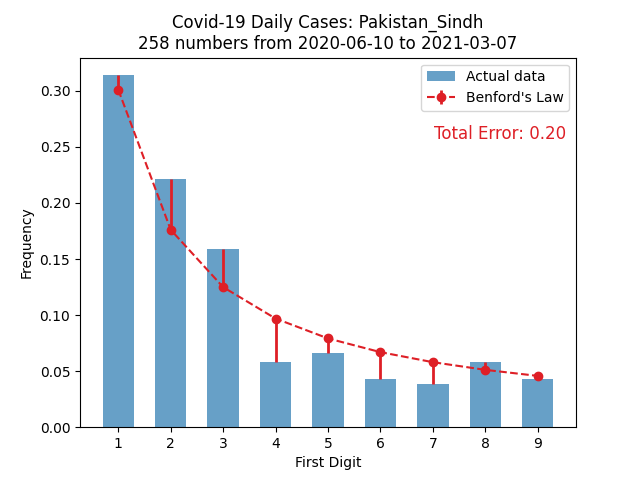 Covid-19 Daily Cases: Pakistan_Sindh
258 numbers from 2020-06-10 to 2021-03-07
Actual data
Benford's Law
Total Error: 0.20
0.30
0.25
0.20
0.15
0.10
0.05
0.00
Frequency
1 2 3 4 5 6 7 8 9
First Digit